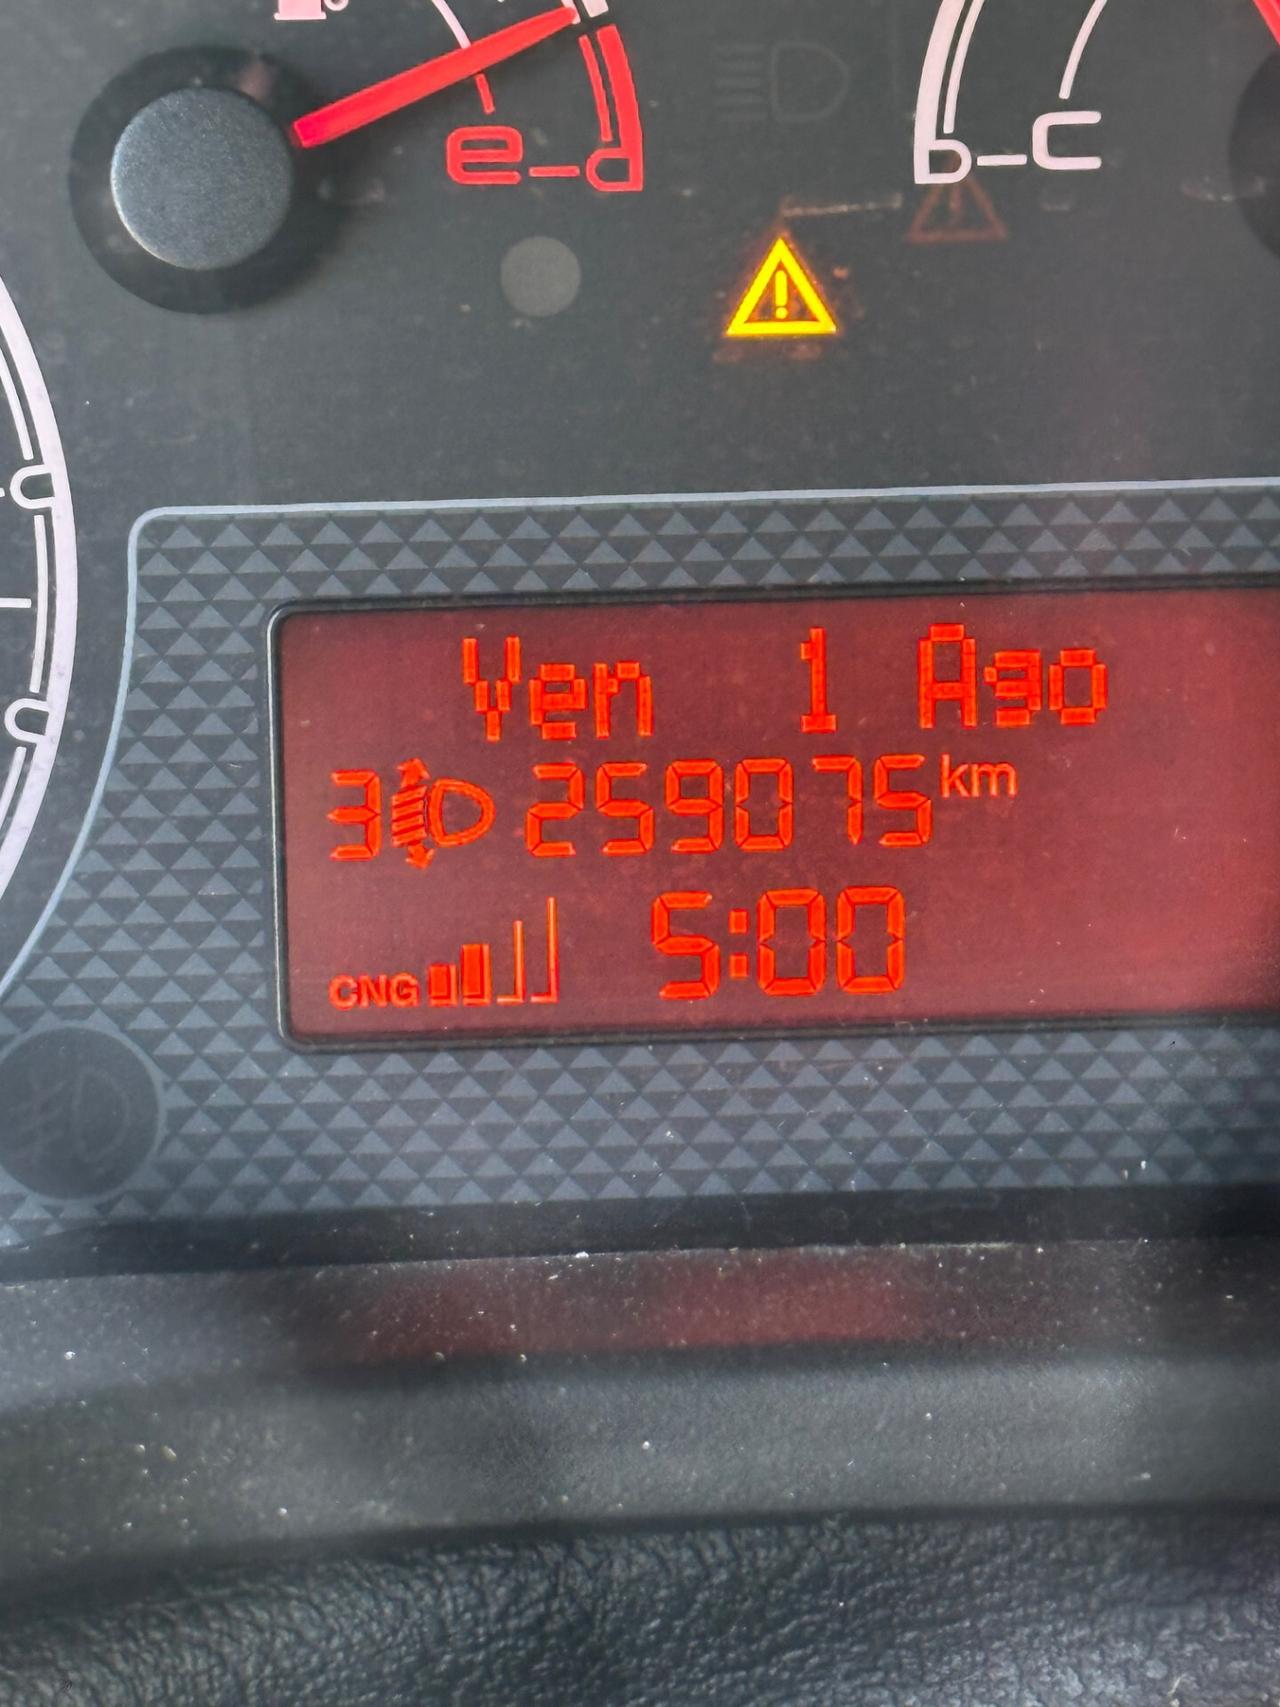 e-d
b-c
Ven 1 Ago
3 259075 km
CNG 5:00